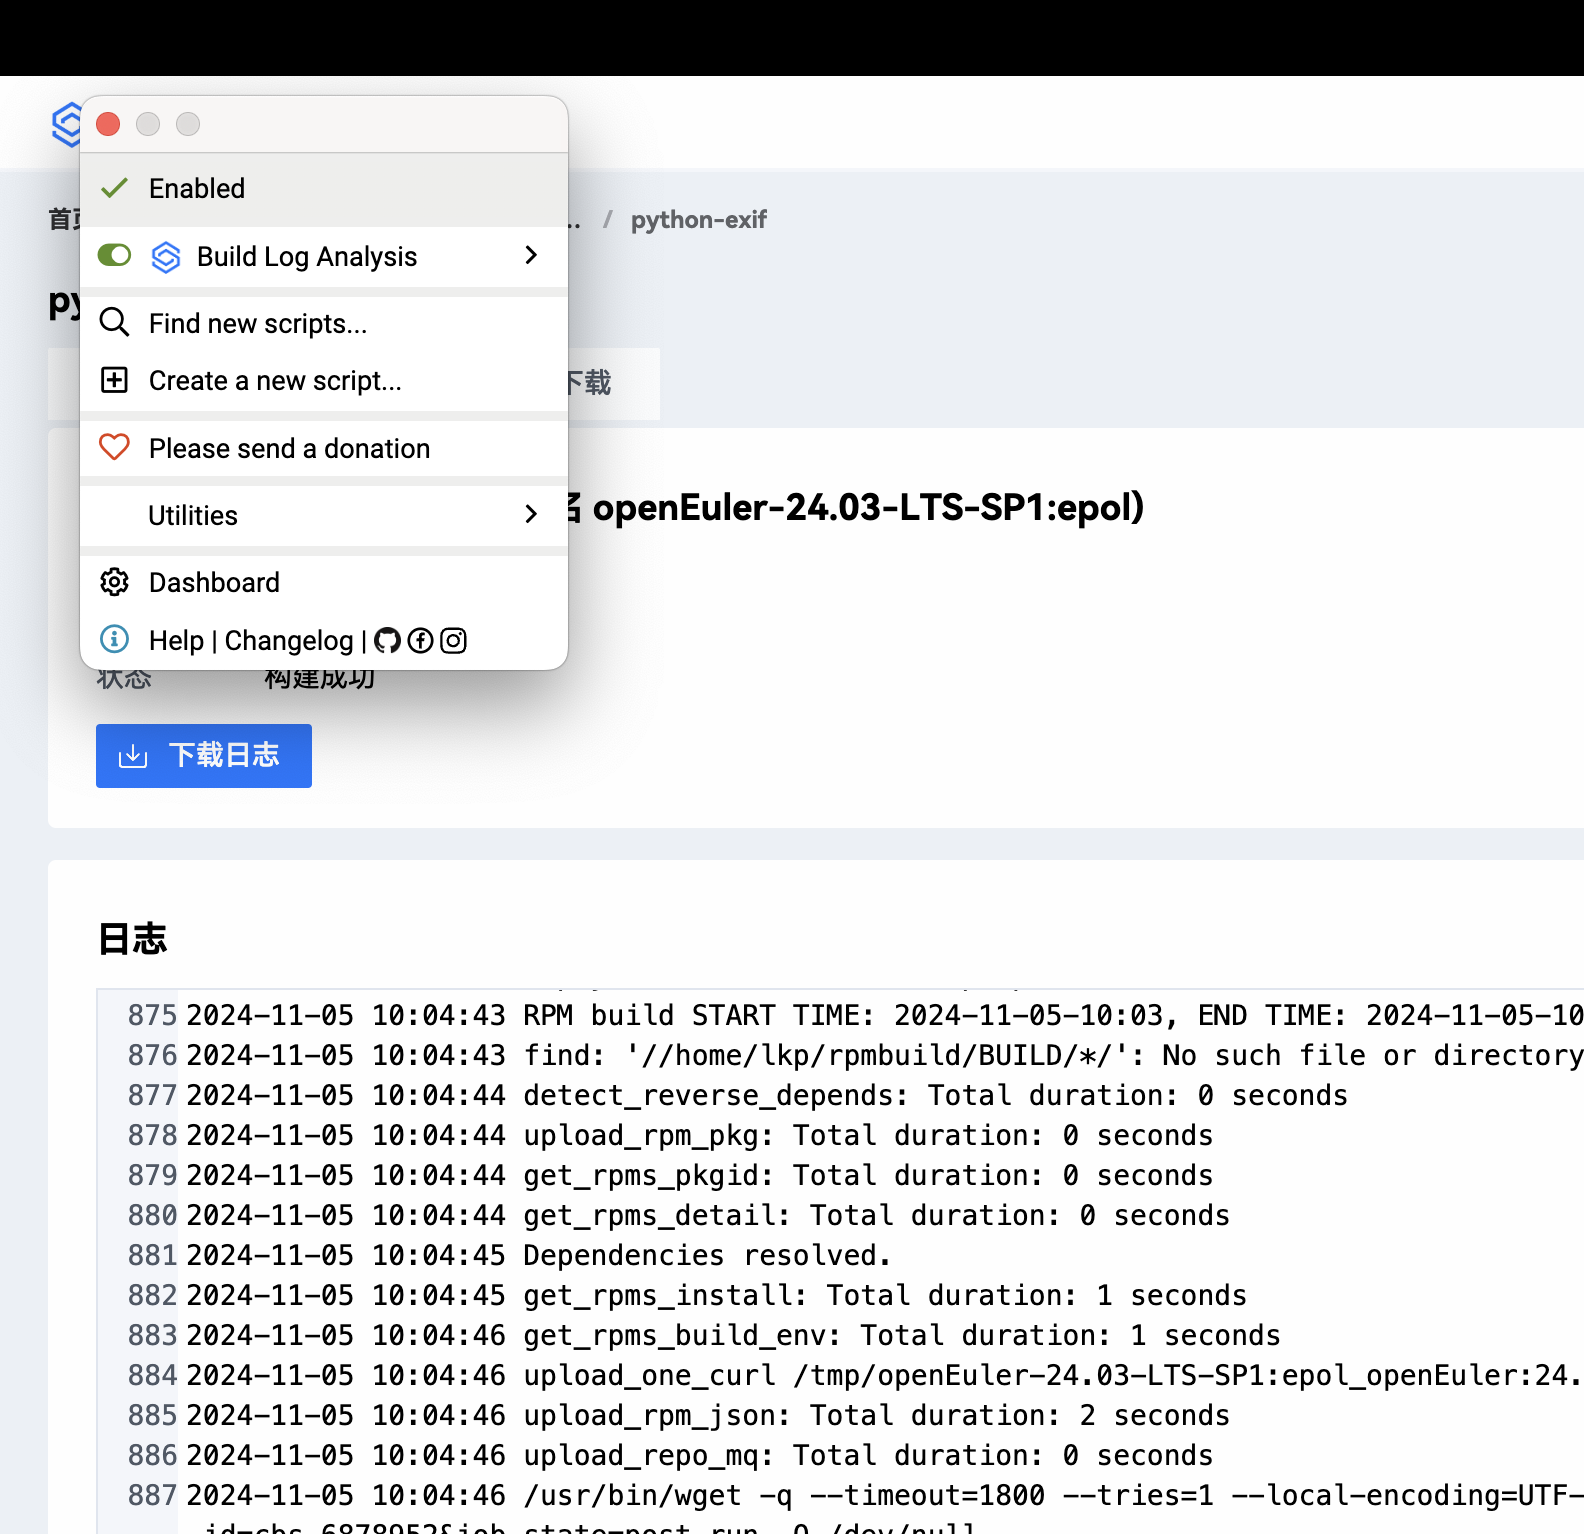 Enabled
Build Log Analysis
Find new scripts...
Create a new script...
Please send a donation
Utilities
Dashboard
Help | Changelog |
首
.. / python-exif
py
下载
openEuler-24.03-LTS-SP1:epol)
状态 构建成功
下载日志
日志
875 2024-11-05 10:04:43 RPM build START TIME: 2024-11-05-10:03, END TIME: 2024-11-05-10
876 2024-11-05 10:04:43 find: '//home/lkp/rpmbuild/BUILD/*/': No such file or directory
877 2024-11-05 10:04:44 detect_reverse_depends: Total duration: 0 seconds
878 2024-11-05 10:04:44 upload_rpm_pkg: Total duration: 0 seconds
879 2024-11-05 10:04:44 get_rpms_pkgid: Total duration: 0 seconds
880 2024-11-05 10:04:44 get_rpms_detail: Total duration: 0 seconds
881 2024-11-05 10:04:45 Dependencies resolved.
882 2024-11-05 10:04:45 get_rpms_install: Total duration: 1 seconds
883 2024-11-05 10:04:46 get_rpms_build_env: Total duration: 1 seconds
884 2024-11-05 10:04:46 upload_one_curl /tmp/openEuler-24.03-LTS-SP1:epol_openEuler:24.
885 2024-11-05 10:04:46 upload_rpm_json: Total duration: 2 seconds
886 2024-11-05 10:04:46 upload_repo_mq: Total duration: 0 seconds
887 2024-11-05 10:04:46 /usr/bin/wget -q --timeout=1800 --tries=1 --local-encoding=UTF-
id=cbs.6878952&job_state=post_run -O /dev/null